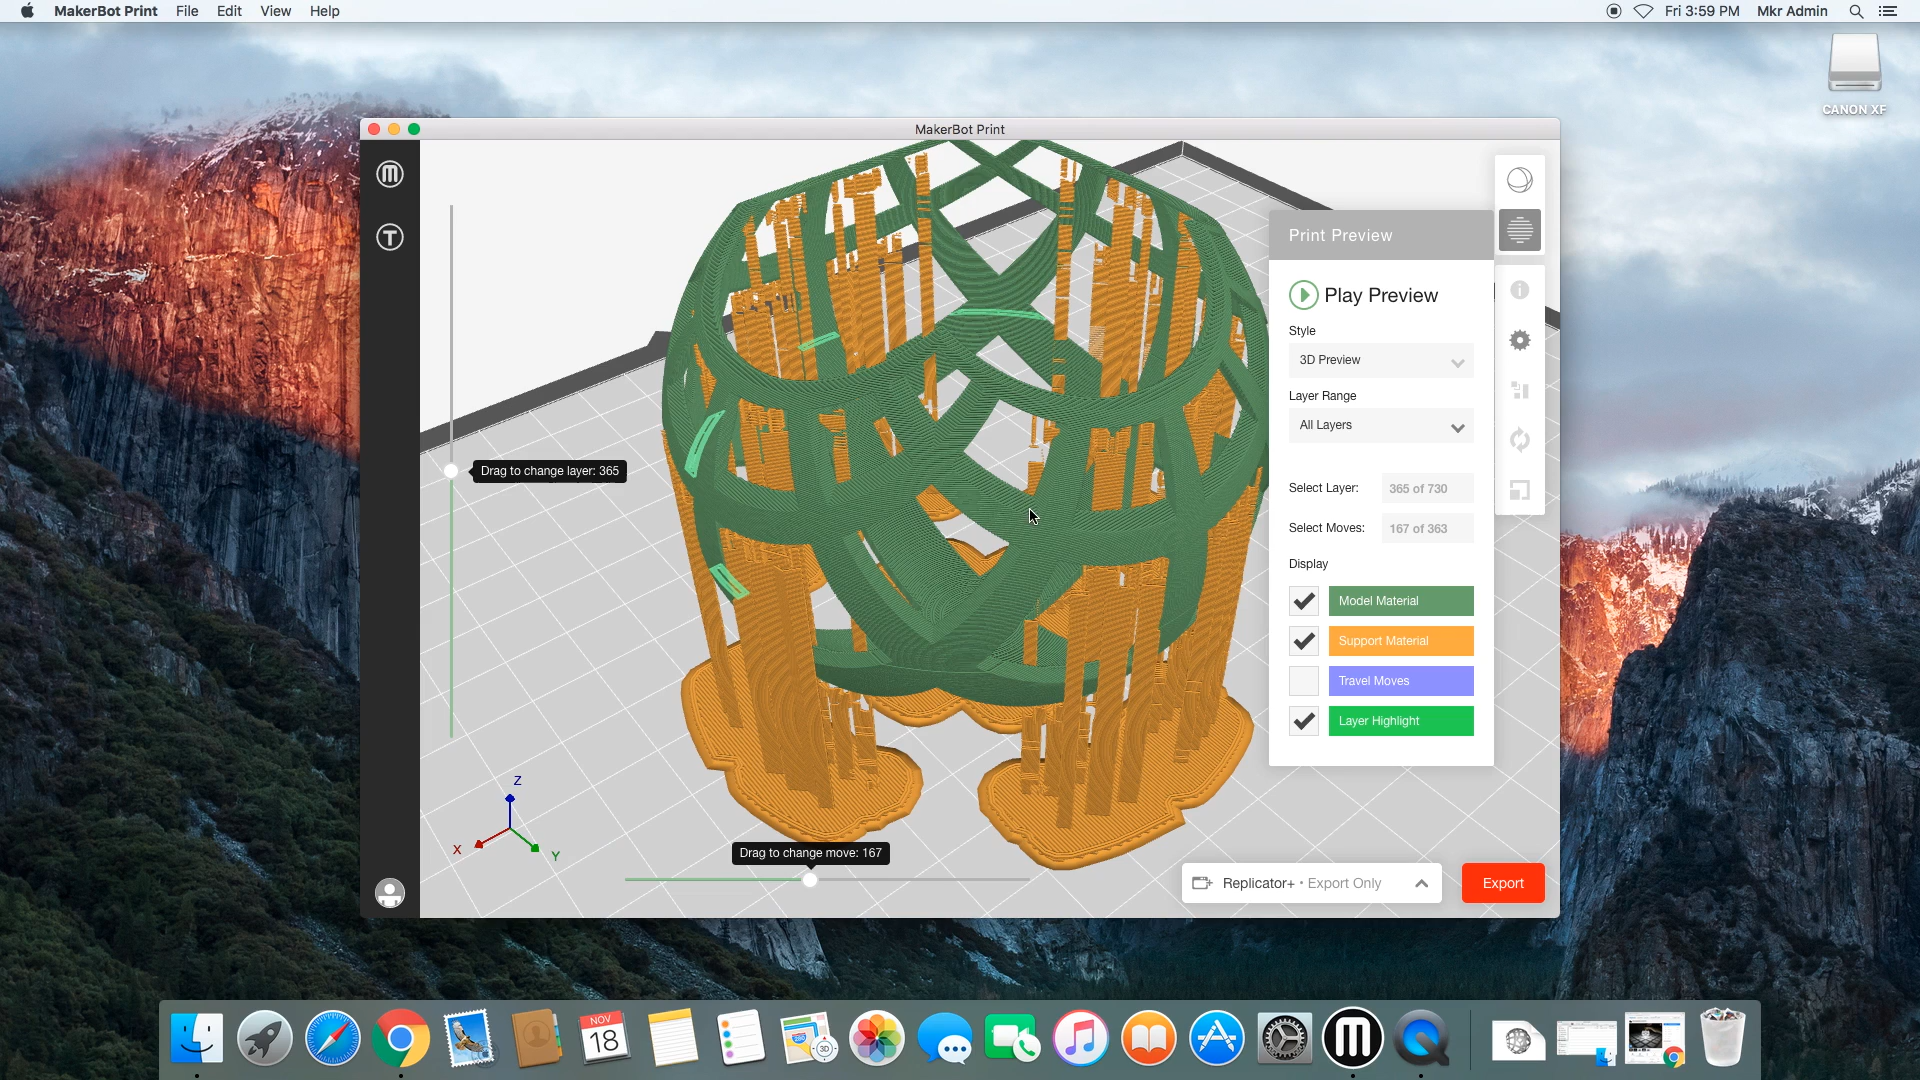 MakerBot Print File Edit View Help
Fri 3:59 PM Mkr Admin
CANON XF
MakerBot Print
Print Preview
Play Preview
Style
3D Preview
Layer Range
All Layers
Drag to change layer: 365
Select Layer: 365 of 730
Select Moves: 167 of 363
Display
Model Material
Support Material
Travel Moves
Layer Highlight
Z
X
Y
Drag to change move: 167
Replicator+ • Export Only
Export
NOV
18
3D